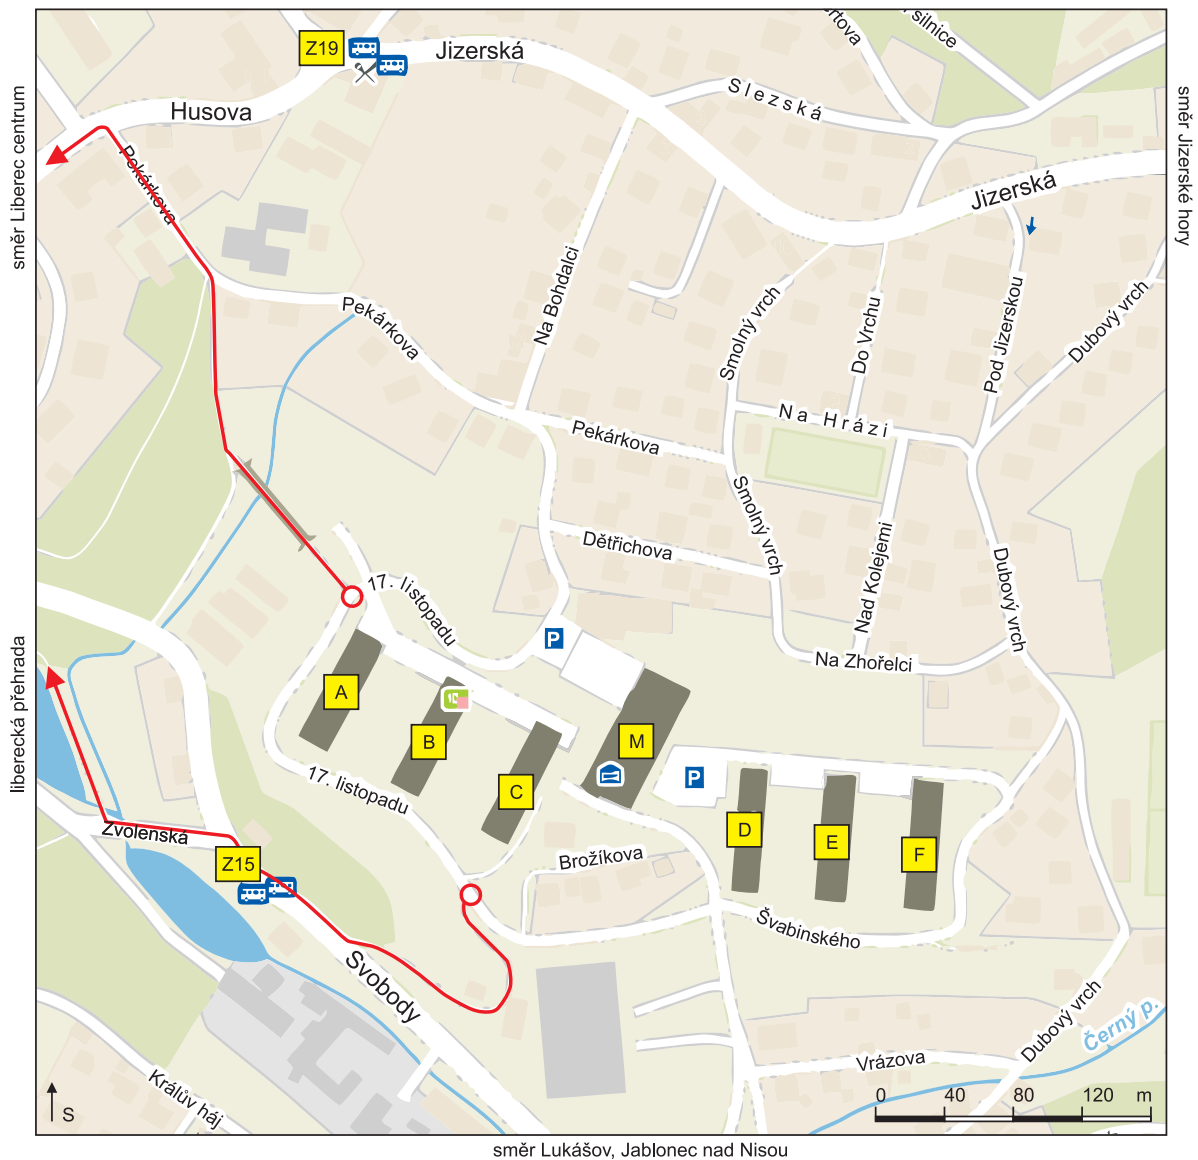 rtova
silnice
Z19
Jizerská
Husova
Slezská
směr Liberec centrum
směr Jizerské hory
Pekárkova
Jizerská
Na Bohdalci
Pekárkova
Smolný vrch
Do Vrchu
Pod Jizerskou
Dubový vrch
Na Hrázi
Pekárkova
Smolný vrch
Dětřichova
Nad Kolejemi
Dubový vrch
17. listopadu
P
Na Zhořelci
liberecká přehrada
A
B
M
C
P
17. listopadu
D
E
F
Zvolenská
Z15
Brožíkova
Švabinského
Svobody
Dubový vrch
Černý p.
Vrázova
Králův háj
S
0 40 80 120 m
směr Lukášov, Jablonec nad Nisou